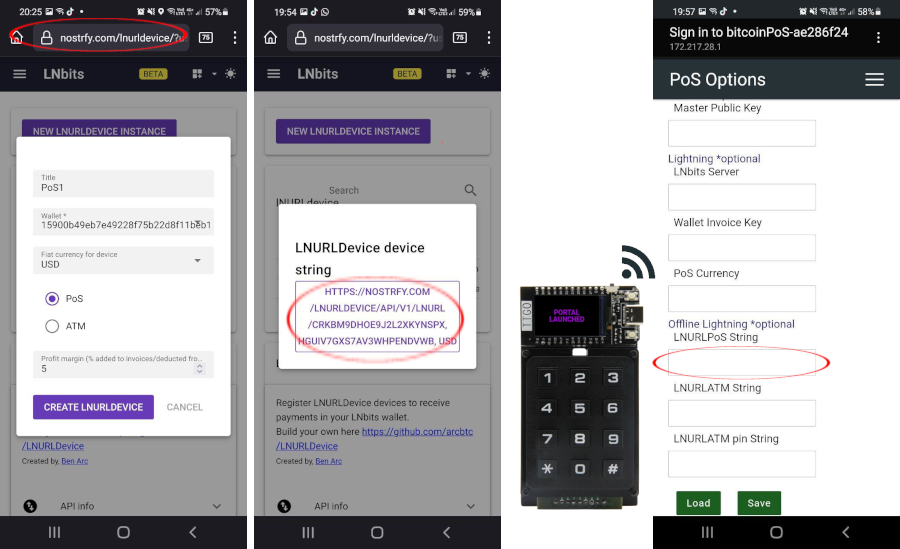 20:25
57%
nostrfy.com/lnurldevice/?u
75
LNbits
BETA
NEW LNURLDEVICE INSTANCE
Title
PoS1
Wallet *
Fiat currency for device
USD
PoS
ATM
Profit margin (% added to invoices/deducted fro...
5
CREATE LNURLDEVICE
CANCEL
/LNURLDevice
Created by, Ben Arc
API info
19:54
59%
nostrfy.com/lnurldevice/?us
75
LNbits
BETA
NEW LNURLDEVICE INSTANCE
Search
LNURLDevice device
string
HTTPS://NOSTRFY.COM
/LNURLDEVICE/API/V1/LNURL
/CRKBM9DHOE9J2L2XKYNSPX,
HGUIV7GXS7AV3WHPENDVWB, USD
Register LNURLDevice devices to receive
payments in your LNbits wallet.
Build your own here https://github.com/arcbtc
/LNURLDevice
Created by, Ben Arc
API info
TTGO
PORTAL
LAUNCHED
1 2 3
4 5 6
7 8 9
* 0 #
19:57
58%
Sign in to bitcoinPoS-ae286f24
172.217.28.1
PoS Options
Master Public Key
Lightning *optional
LNbits Server
Wallet Invoice Key
PoS Currency
Offline Lightning *optional
LNURLPoS String
LNURLATM String
LNURLATM pin String
Load
Save